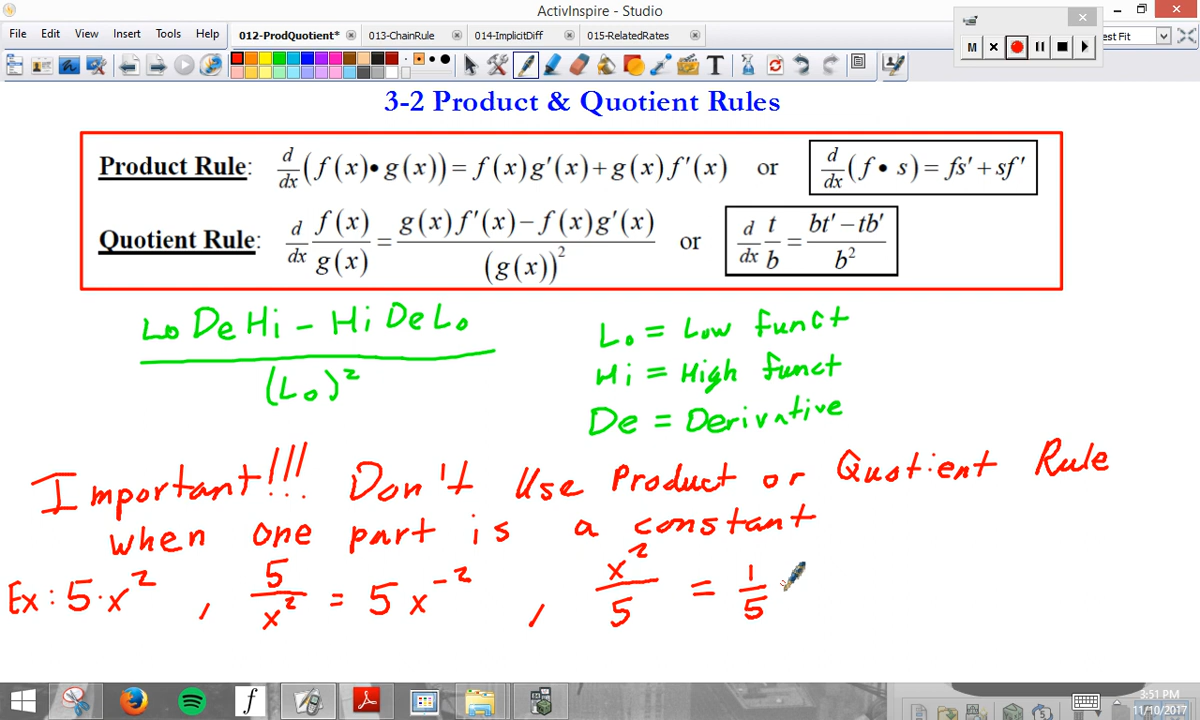 ActivInspire - Studio
File Edit View Insert Tools Help
012-ProdQuotient* 013-ChainRule 014-ImplicitDiff 015-RelatedRates
est Fit
M
T
3-2 Product & Quotient Rules
Product Rule: d/dx (f(x)•g(x)) = f(x)g'(x)+g(x)f'(x) or d/dx (f • s) = fs'+sf'
Quotient Rule: d/dx f(x)/g(x) = (g(x)f'(x)−f(x)g'(x))/(g(x))² or d/dx t/b = (bt'−tb')/b²
Lo De Hi − Hi De Lo
(Lo)²
Lo = Low funct
Hi = High funct
De = Derivative
Important!!! Don't Use Product or Quotient Rule
when one part is a constant
Ex: 5·x² , 5/x² = 5x⁻² , x²/5 = 1/5
f
3:51 PM
11/10/2017